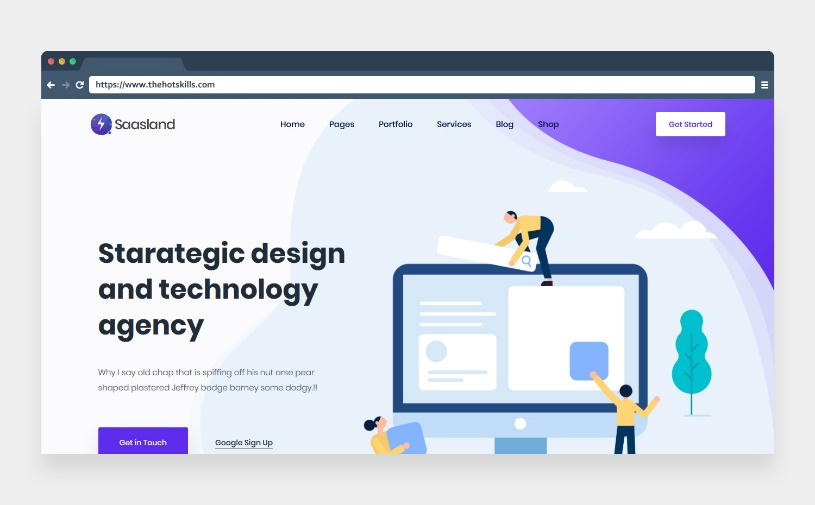 https://www.thehotskills.com
Saasland
Home Pages Portfolio Services Blog Shop
Get Started
Starategic design
and technology
agency
Why I say old chap that is spiffing off his nut arse pear
shaped plastered Jeffrey bodge barney some dodgy.!!
Get in Touch
Google Sign Up